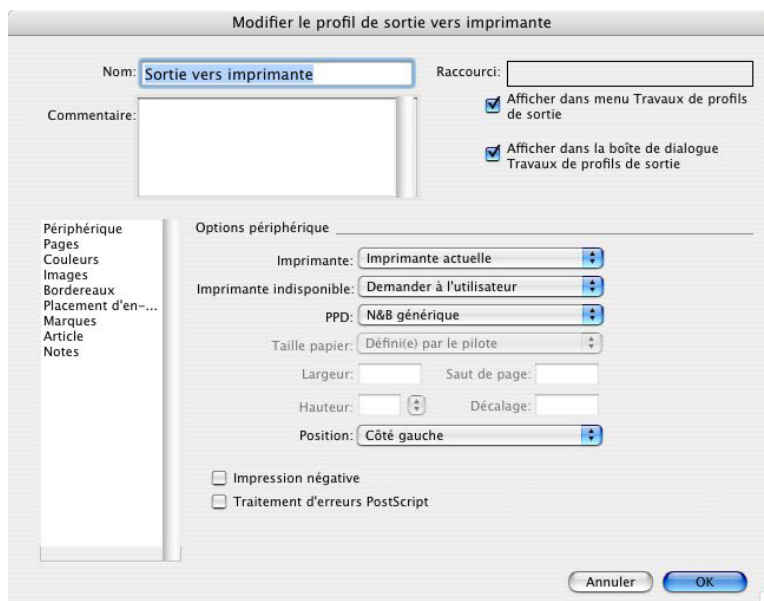 Modifier le profil de sortie vers imprimante
Nom: Sortie vers imprimante
Raccourci:
Commentaire:
Afficher dans menu Travaux de profils
de sortie
Afficher dans la boîte de dialogue
Travaux de profils de sortie
Périphérique
Pages
Couleurs
Images
Bordereaux
Placement d'en-...
Marques
Article
Notes
Options périphérique
Imprimante: Imprimante actuelle
Imprimante indisponible: Demander à l'utilisateur
PPD: N&B générique
Taille papier: Défini(e) par le pilote
Largeur: Saut de page:
Hauteur: Décalage:
Position: Côté gauche
Impression négative
Traitement d'erreurs PostScript
Annuler OK